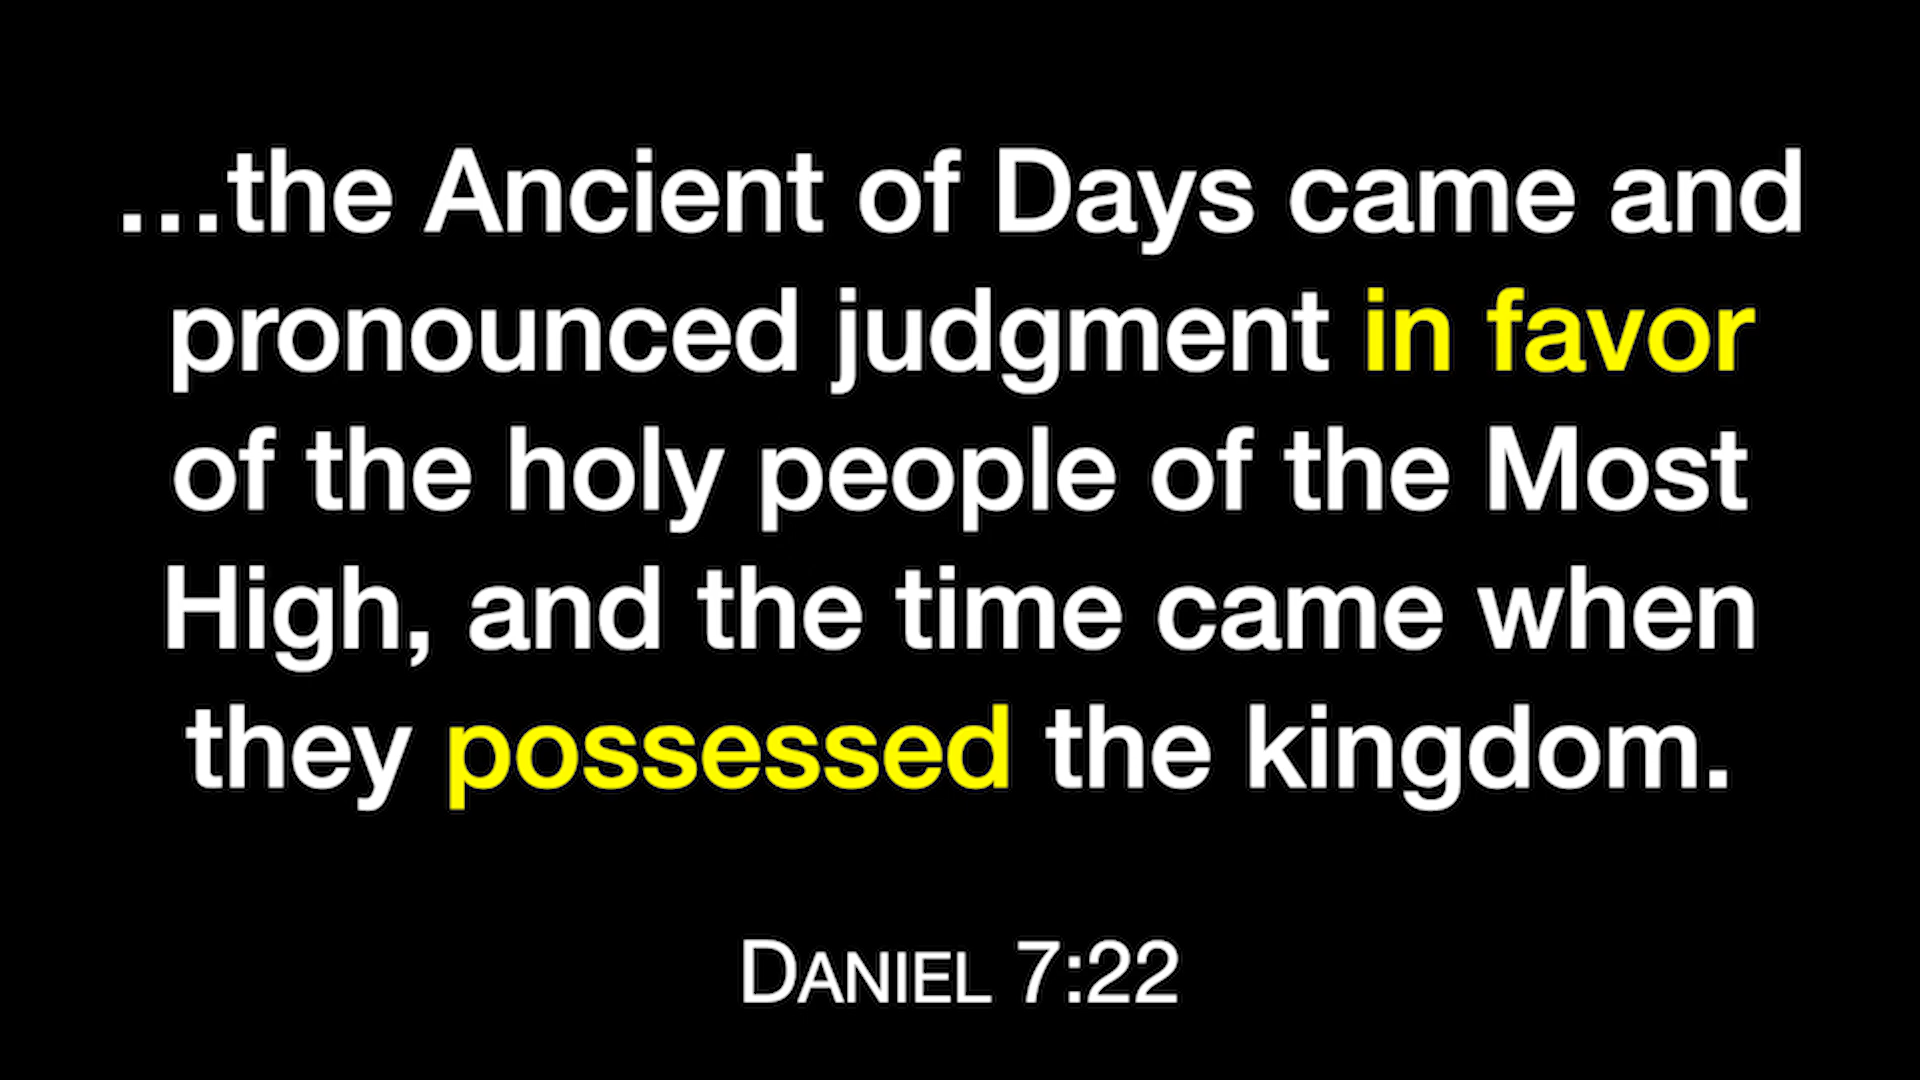 …the Ancient of Days came and
pronounced judgment in favor
of the holy people of the Most
High, and the time came when
they possessed the kingdom.
DANIEL 7:22